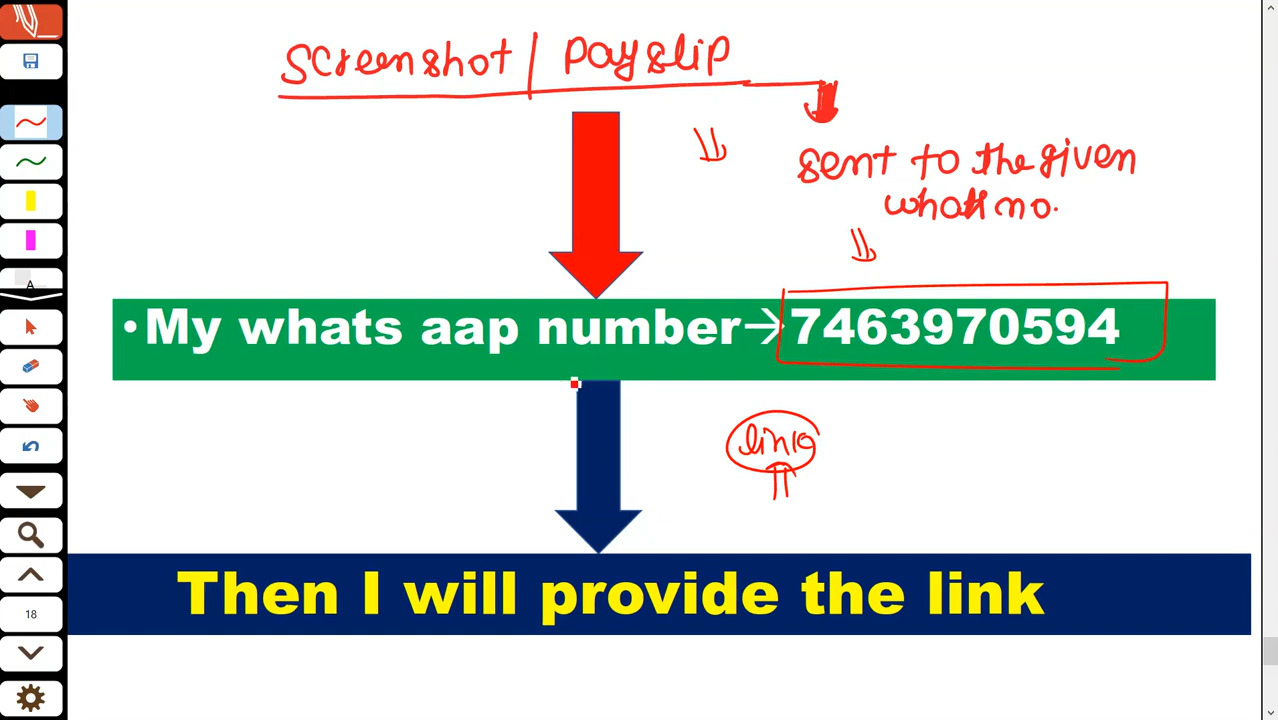 Screenshot / Payslip
sent to the given
whats no.
• My whats aap number→7463970594
link
Then I will provide the link
A
18